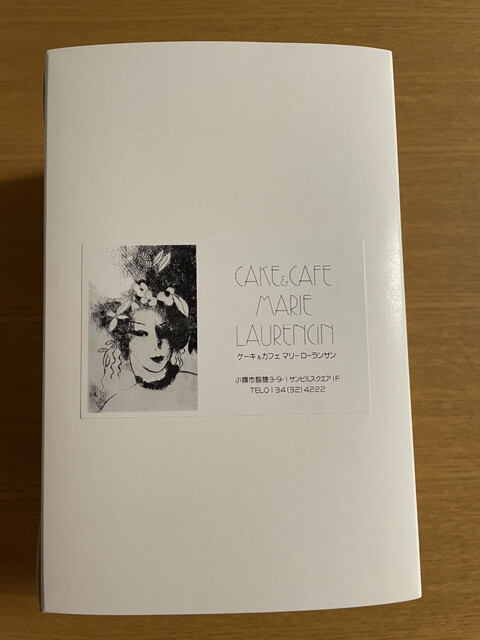 CAKE&CAFE
MARIE
LAURENCIN
ケーキ&カフェ マリーローランサン
小樽市稲穂3-9-1サンビルスクエア1F
TEL0134(32)4222